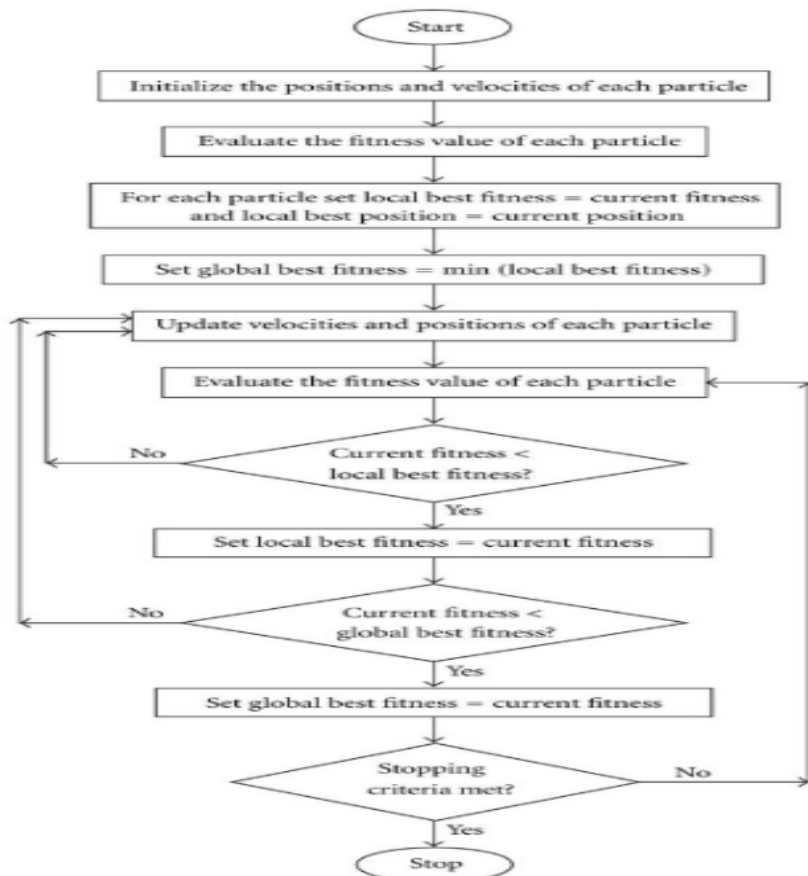 Start
Initialize the positions and velocities of each particle
Evaluate the fitness value of each particle
For each particle set local best fitness = current fitness
and local best position = current position
Set global best fitness = min (local best fitness)
Update velocities and positions of each particle
Evaluate the fitness value of each particle
No
Current fitness <
local best fitness?
Yes
Set local best fitness = current fitness
No
Current fitness <
global best fitness?
Yes
Set global best fitness = current fitness
Stopping
criteria met?
No
Yes
Stop